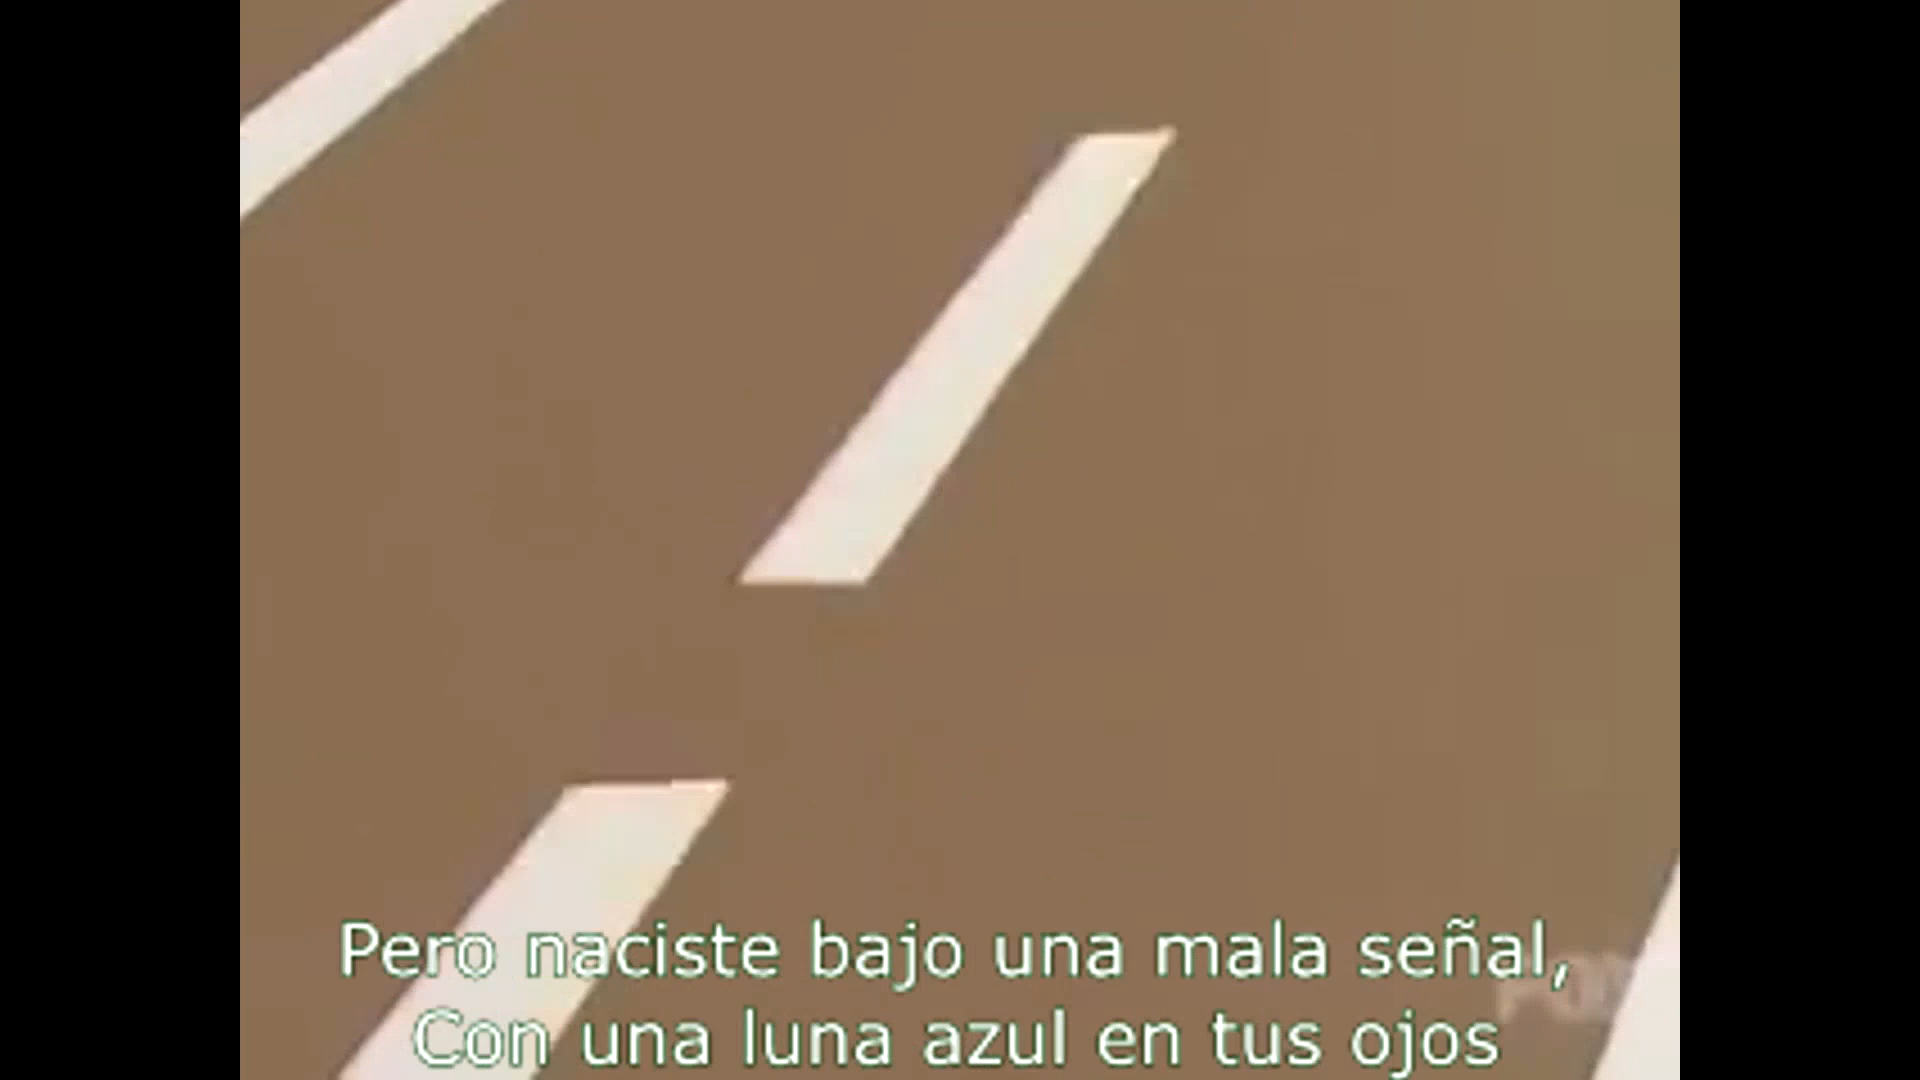 Pero naciste bajo una mala señal,
Con una luna azul en tus ojos